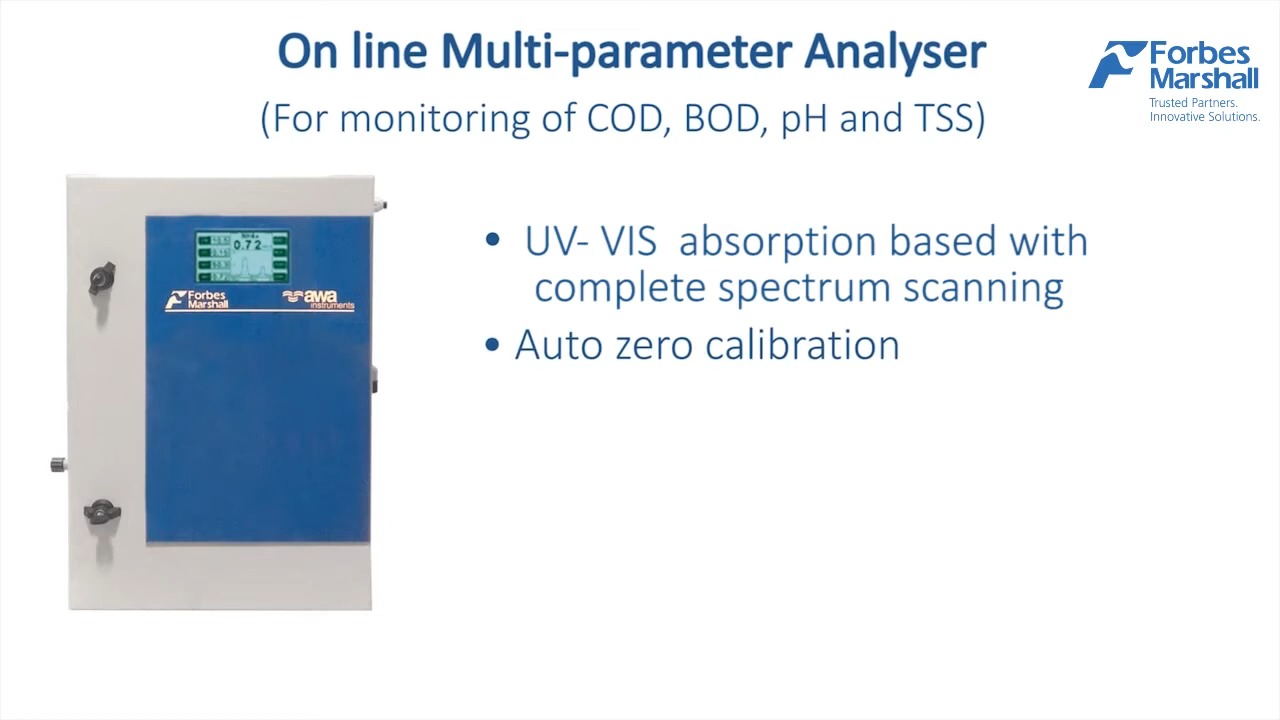 On line Multi-parameter Analyser
(For monitoring of COD, BOD, pH and TSS)
Forbes
Marshall
Trusted Partners.
Innovative Solutions.
• UV- VIS absorption based with
complete spectrum scanning
• Auto zero calibration
0.72
Forbes
Marshall
awa
instruments